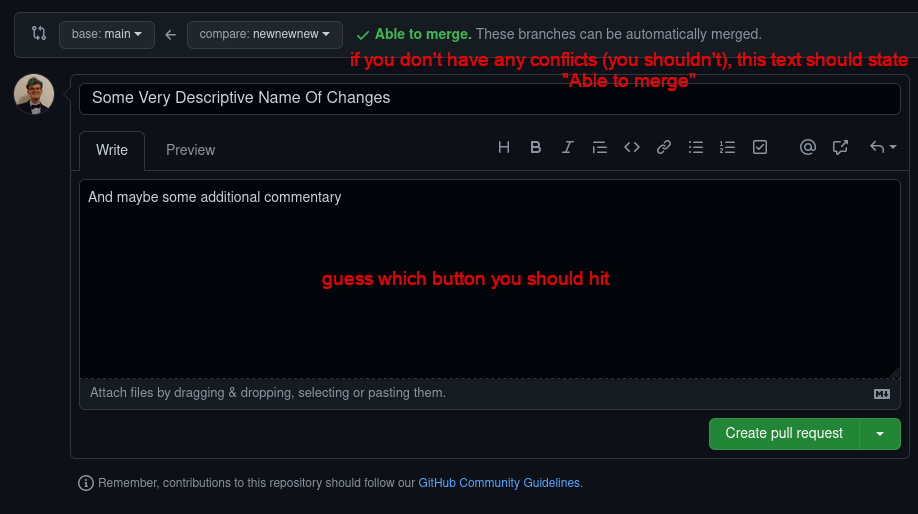 base: main
compare: newnewnew
Able to merge. These branches can be automatically merged.
if you don't have any conflicts (you shouldn't), this text should state
"Able to merge"
Some Very Descriptive Name Of Changes
Write
Preview
H B I
@
And maybe some additional commentary
guess which button you should hit
Attach files by dragging & dropping, selecting or pasting them.
Create pull request
Remember, contributions to this repository should follow our GitHub Community Guidelines.